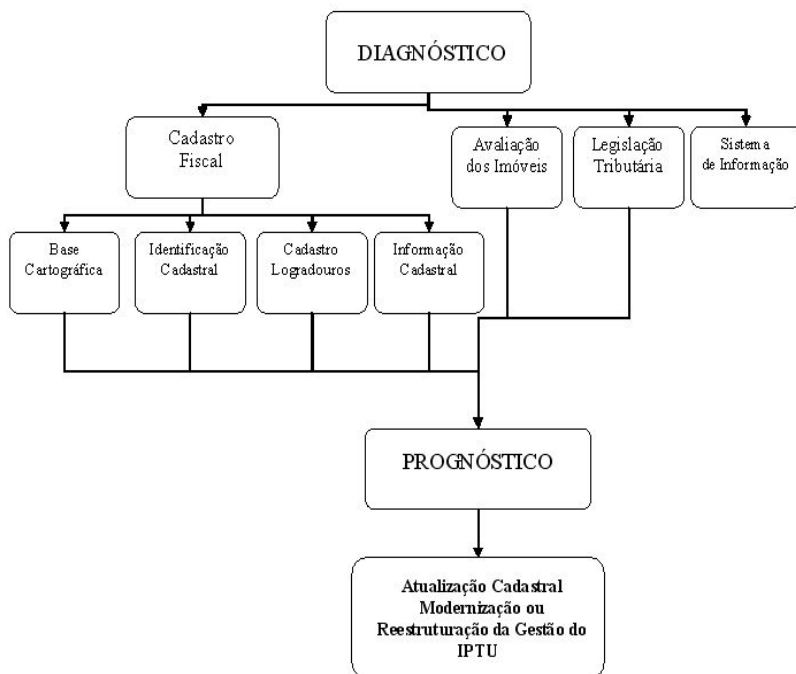 DIAGNÓSTICO
Cadastro
Fiscal
Avaliação
dos Imóveis
Legislação
Tributária
Sistema
de Informação
Base
Cartográfica
Identificação
Cadastral
Cadastro
Logradouros
Informação
Cadastral
PROGNÓSTICO
Atualização Cadastral
Modernização ou
Reestruturação da Gestão do
IPTU